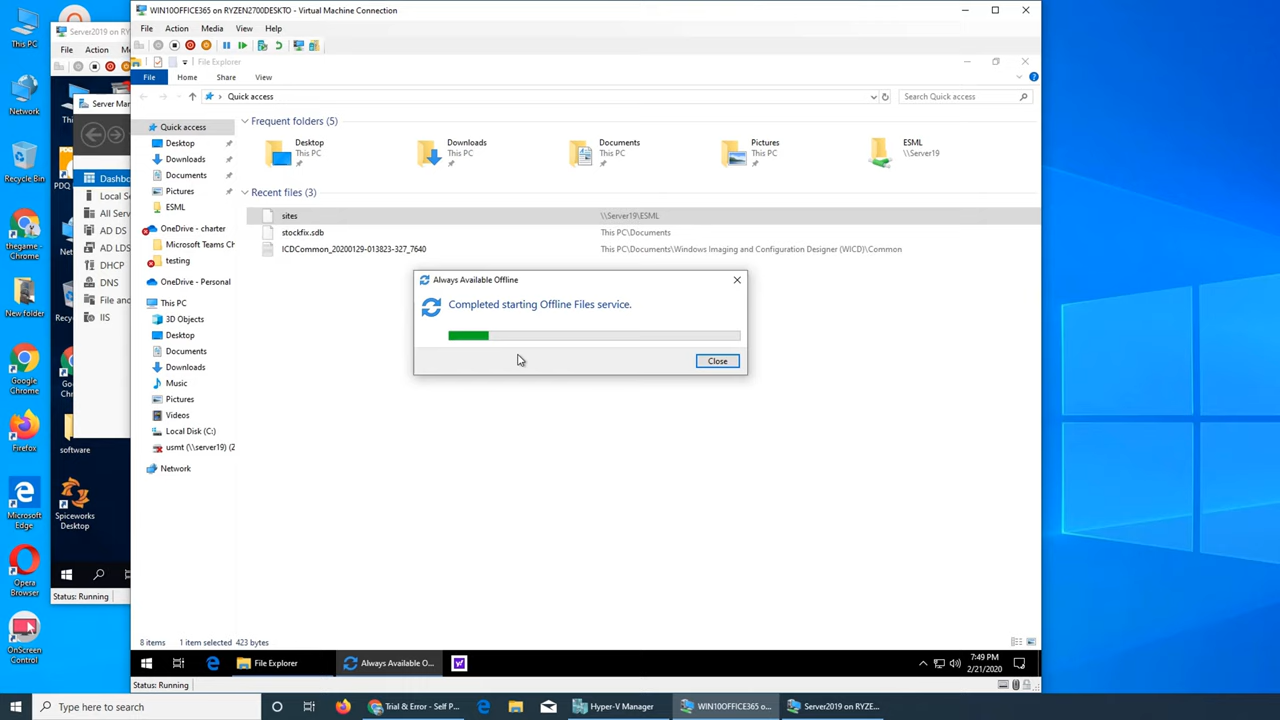 This PC
Network
Recycle Bin
thegame - Chrome
New folder
Google Chrome
Firefox
Microsoft Edge
Opera Browser
OnScreen Control
Server2019 on R
File Action
Server Man
Dashbo
Local S
All Serv
AD DS
AD LDS
DHCP
DNS
File an
IIS
software
Spiceworks Desktop
Status: Running
WIN10OFFICE365 on RYZEN2700DESKTO - Virtual Machine Connection
File Action Media View Help
File Explorer
File Home Share View
Quick access
Search Quick access
Quick access
Desktop
Downloads
Documents
Pictures
ESML
OneDrive - charter
Microsoft Teams Ch
testing
OneDrive - Personal
This PC
3D Objects
Desktop
Documents
Downloads
Music
Pictures
Videos
Local Disk (C:)
usmt (\\server19) (Z
Network
Frequent folders (5)
Desktop
This PC
Downloads
This PC
Documents
This PC
Pictures
This PC
ESML
\\Server19
Recent files (3)
sites \\Server19\ESML
stockfix.sdb This PC\Documents
ICDCommon_20200129-013823-327_7640 This PC\Documents\Windows Imaging and Configuration Designer (WICD)\Common
Always Available Offline
Completed starting Offline Files service.
Close
8 items 1 item selected 423 bytes
File Explorer
Always Available O...
7:49 PM
2/21/2020
Status: Running
Type here to search
Trial & Error - Self P...
Hyper-V Manager
WIN10OFFICE365 o...
Server2019 on RYZE...